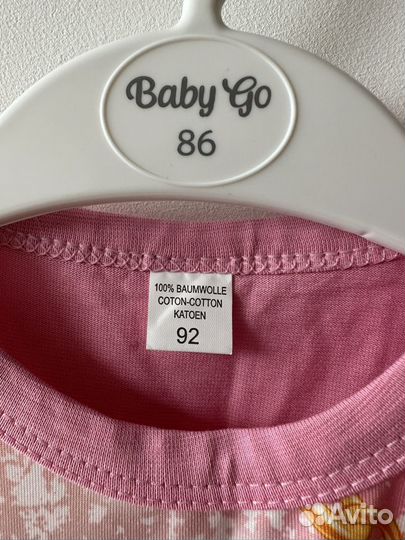 Baby Go
86
100% BAUMWOLLE
COTON-COTTON
KATOEN
92
Avito